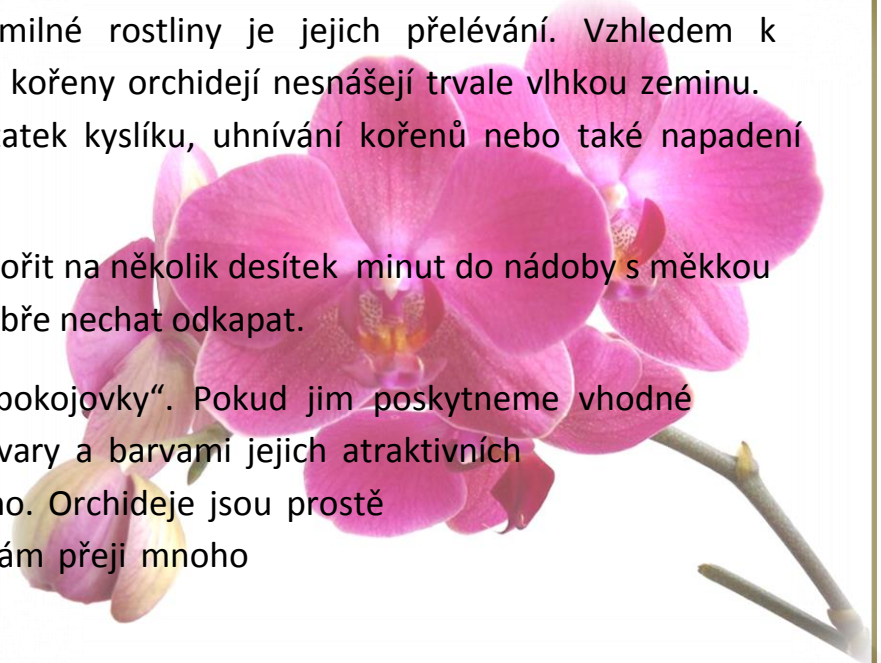 milné rostliny je jejich přelévání. Vzhledem k
kořeny orchidejí nesnášejí trvale vlhkou zeminu.
atek kyslíku, uhnívání kořenů nebo také napadení
ořit na několik desítek minut do nádoby s měkkou
bře nechat odkapat.
pokojovky“. Pokud jim poskytneme vhodné
vary a barvami jejich atraktivních
no. Orchideje jsou prostě
ám přeji mnoho